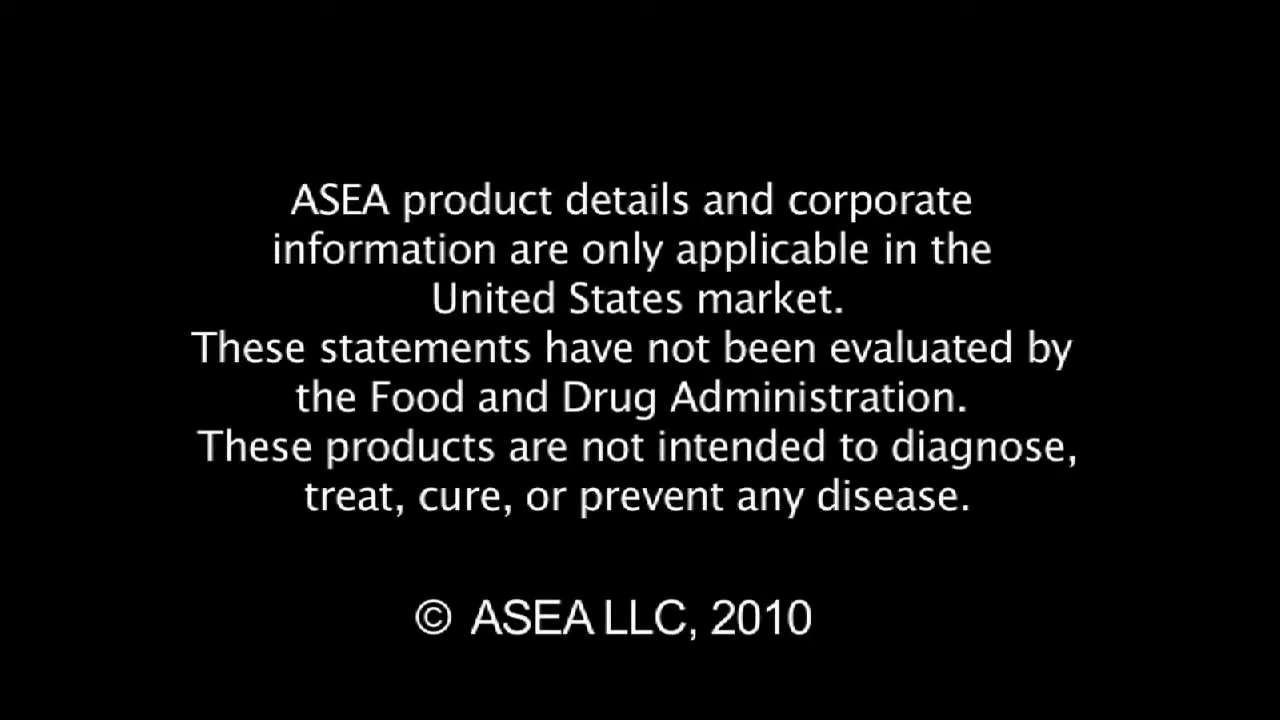 ASEA product details and corporate
information are only applicable in the
United States market.
These statements have not been evaluated by
the Food and Drug Administration.
These products are not intended to diagnose,
treat, cure, or prevent any disease.
© ASEA LLC, 2010